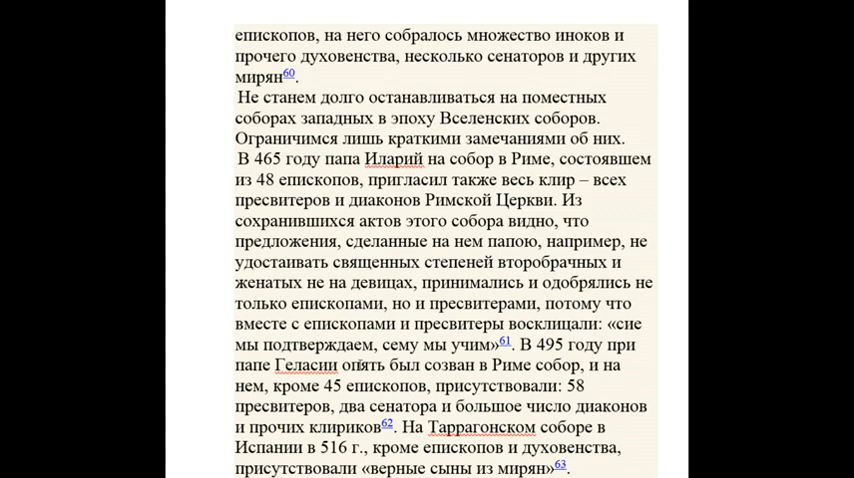 епископов, на него собралось множество иноков и
прочего духовенства, несколько сенаторов и других
мирян60.
Не станем долго останавливаться на поместных
соборах западных в эпоху Вселенских соборов.
Ограничимся лишь краткими замечаниями об них.
В 465 году папа Иларий на собор в Риме, состоявшем
из 48 епископов, пригласил также весь клир – всех
пресвитеров и диаконов Римской Церкви. Из
сохранившихся актов этого собора видно, что
предложения, сделанные на нем папою, например, не
удостаивать священных степеней второбрачных и
женатых не на девицах, принимались и одобрялись не
только епископами, но и пресвитерами, потому что
вместе с епископами и пресвитеры восклицали: «сие
мы подтверждаем, сему мы учим»61. В 495 году при
папе Геласии опять был созван в Риме собор, и на
нем, кроме 45 епископов, присутствовали: 58
пресвитеров, два сенатора и большое число диаконов
и прочих клириков62. На Таррагонском соборе в
Испании в 516 г., кроме епископов и духовенства,
присутствовали «верные сыны из мирян»63.